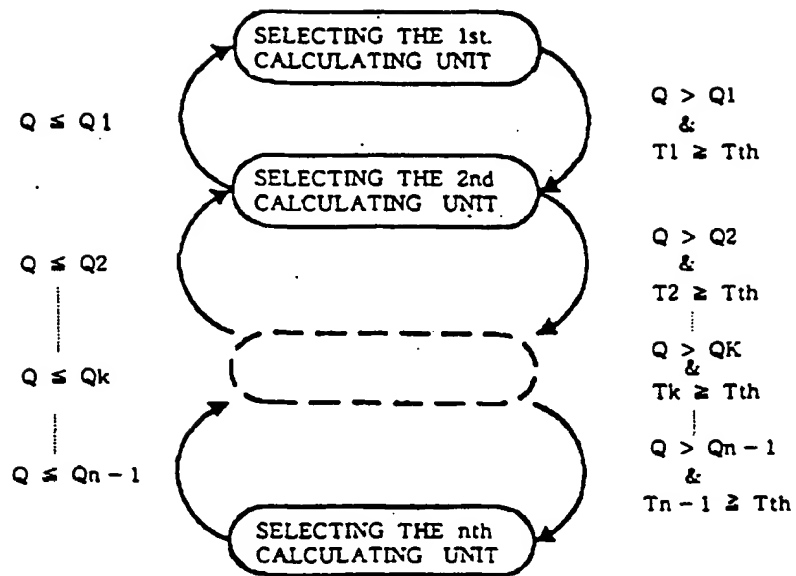 SELECTING THE 1st.
CALCULATING UNIT
Q ≦ Q1
Q > Q1
&
T1 ≧ Tth
SELECTING THE 2nd
CALCULATING UNIT
Q ≦ Q2
Q > Q2
&
T2 ≧ Tth
Q ≦ Qk
Q > QK
&
Tk ≧ Tth
Q ≦ Qn-1
Q > Qn-1
&
Tn-1 ≧ Tth
SELECTING THE nth
CALCULATING UNIT